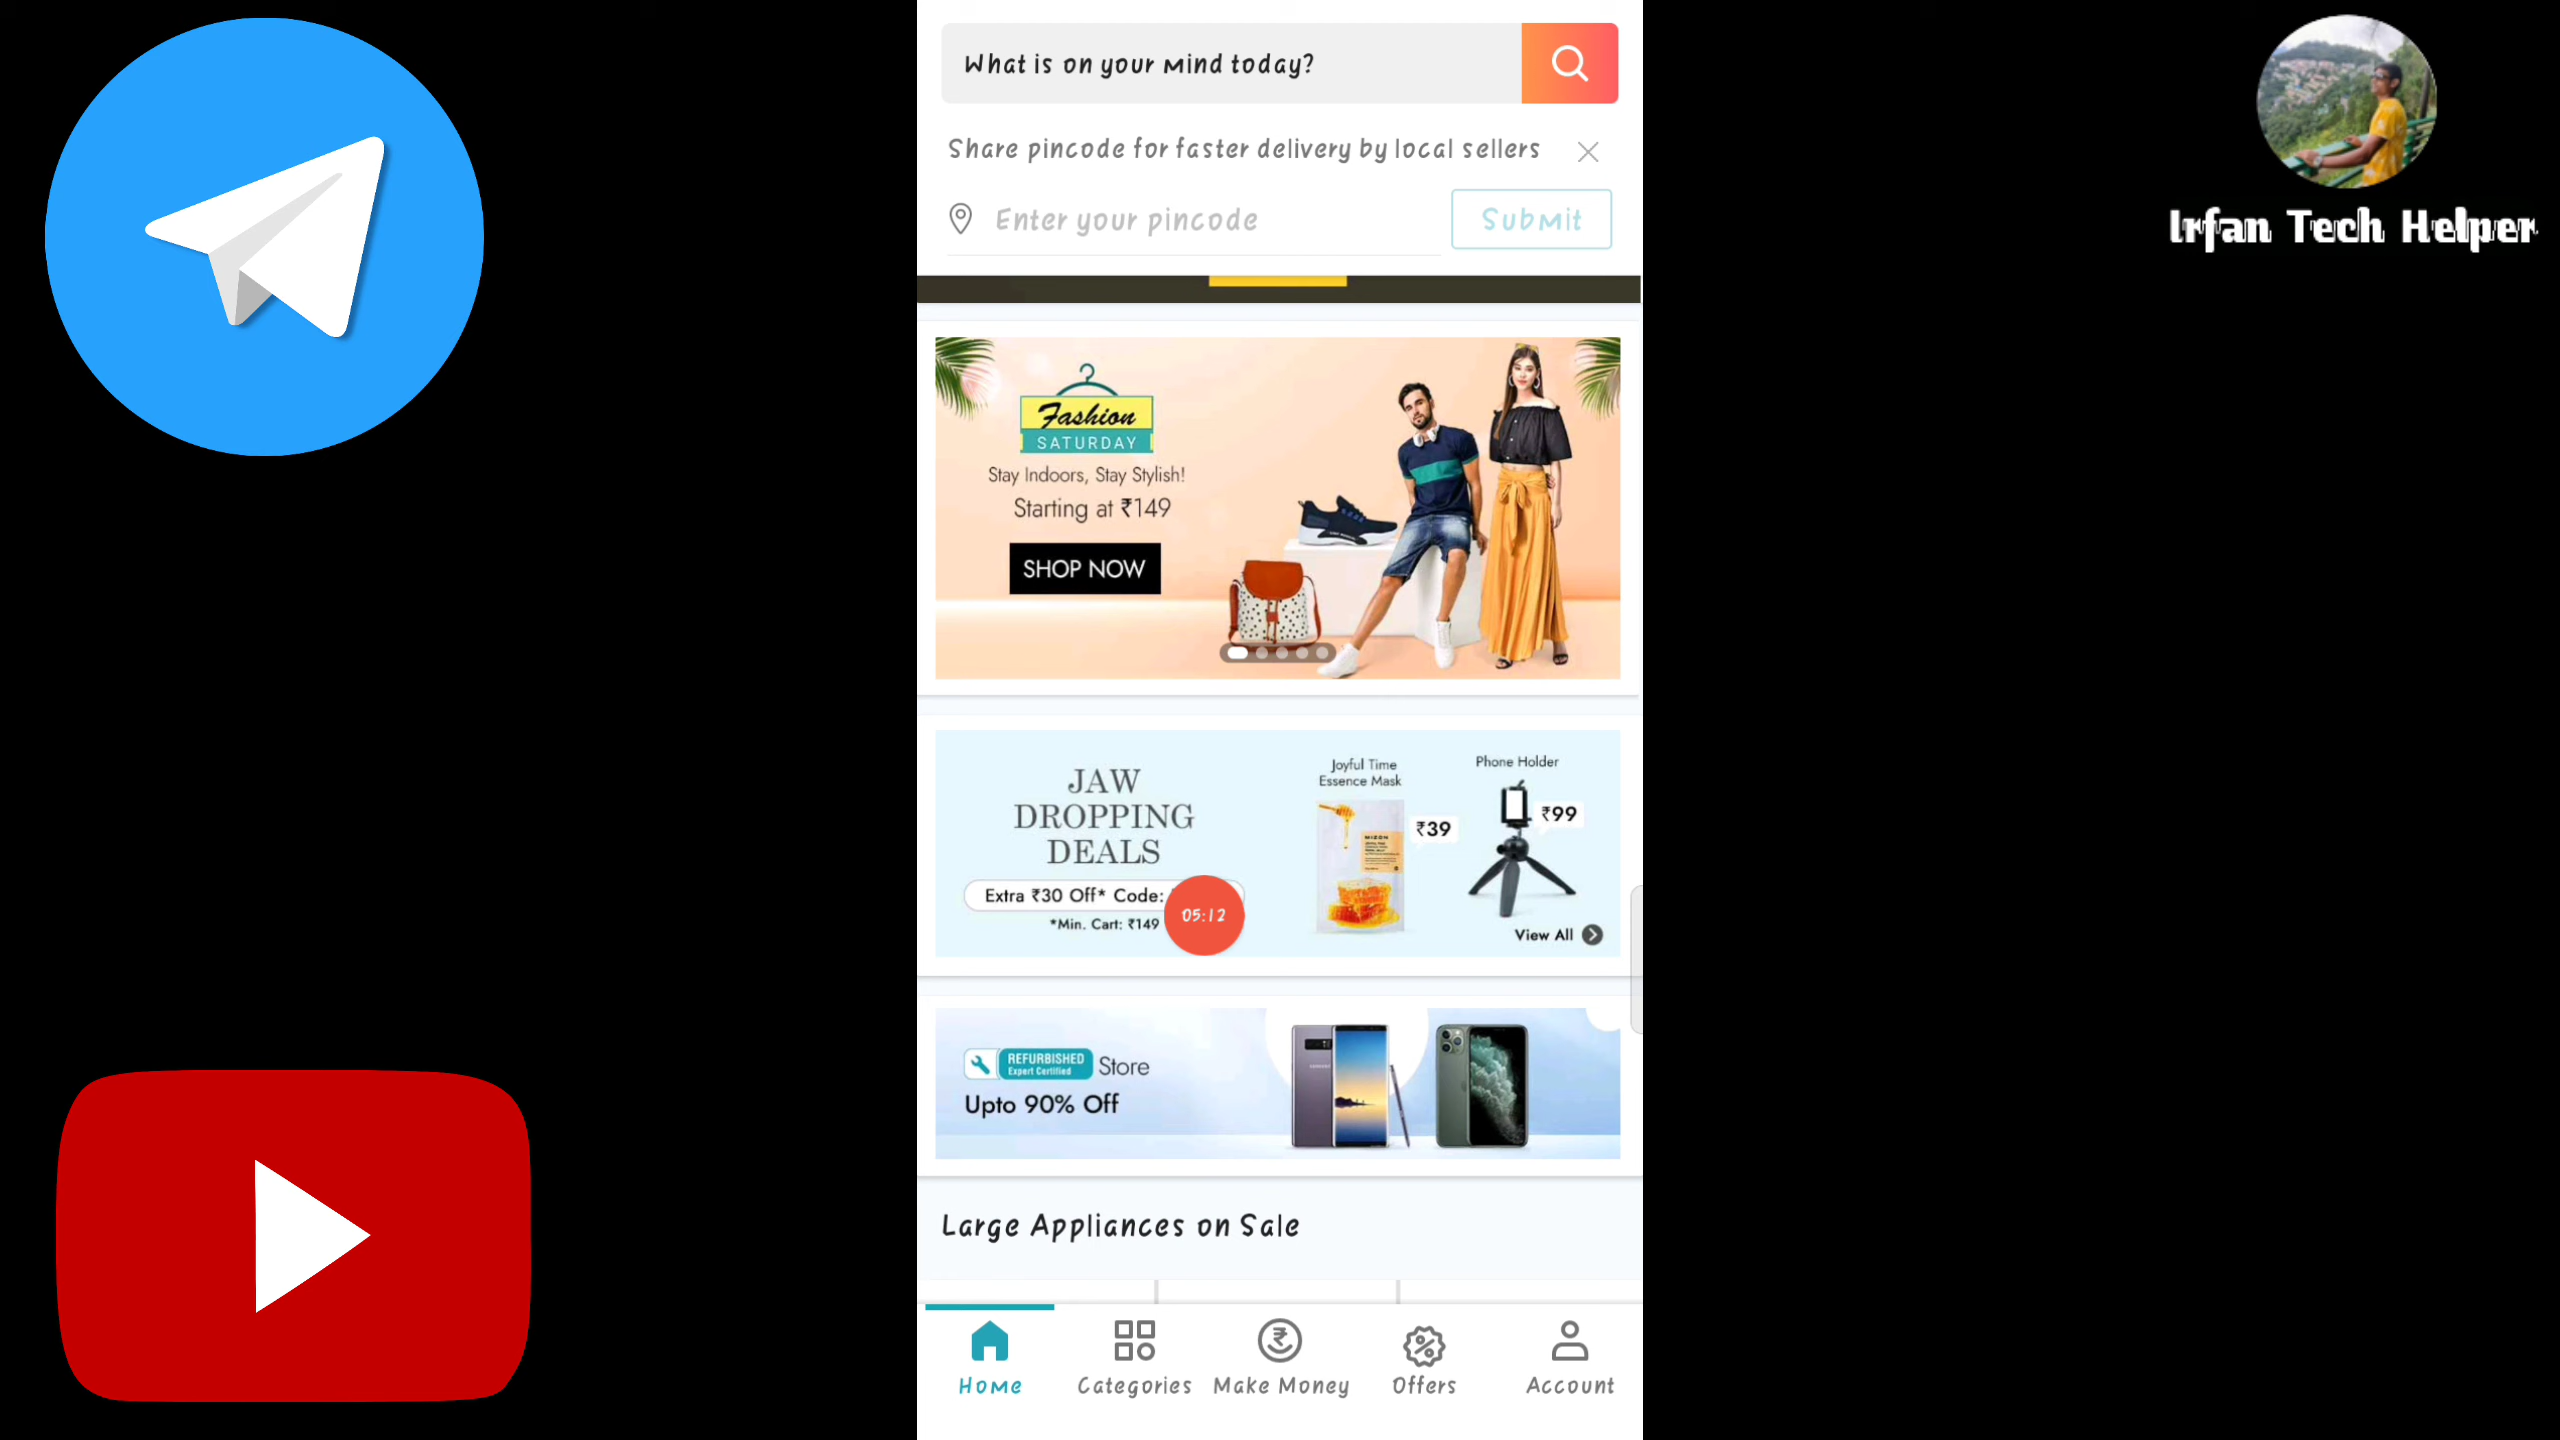 What is on your mind today?
Irfan Tech Helper
Share pincode for faster delivery by local sellers
Enter your pincode
Submit
Fashion
SATURDAY
Stay Indoors, Stay Stylish!
Starting at ₹149
SHOP NOW
JAW
DROPPING
DEALS
Extra ₹30 Off* Code:
*Min. Cart: ₹149
05:12
Joyful Time
Essence Mask
₹39
Phone Holder
₹99
View All
REFURBISHED
Expert Certified
Store
Upto 90% Off
Large Appliances on Sale
Home
Categories
Make Money
Offers
Account